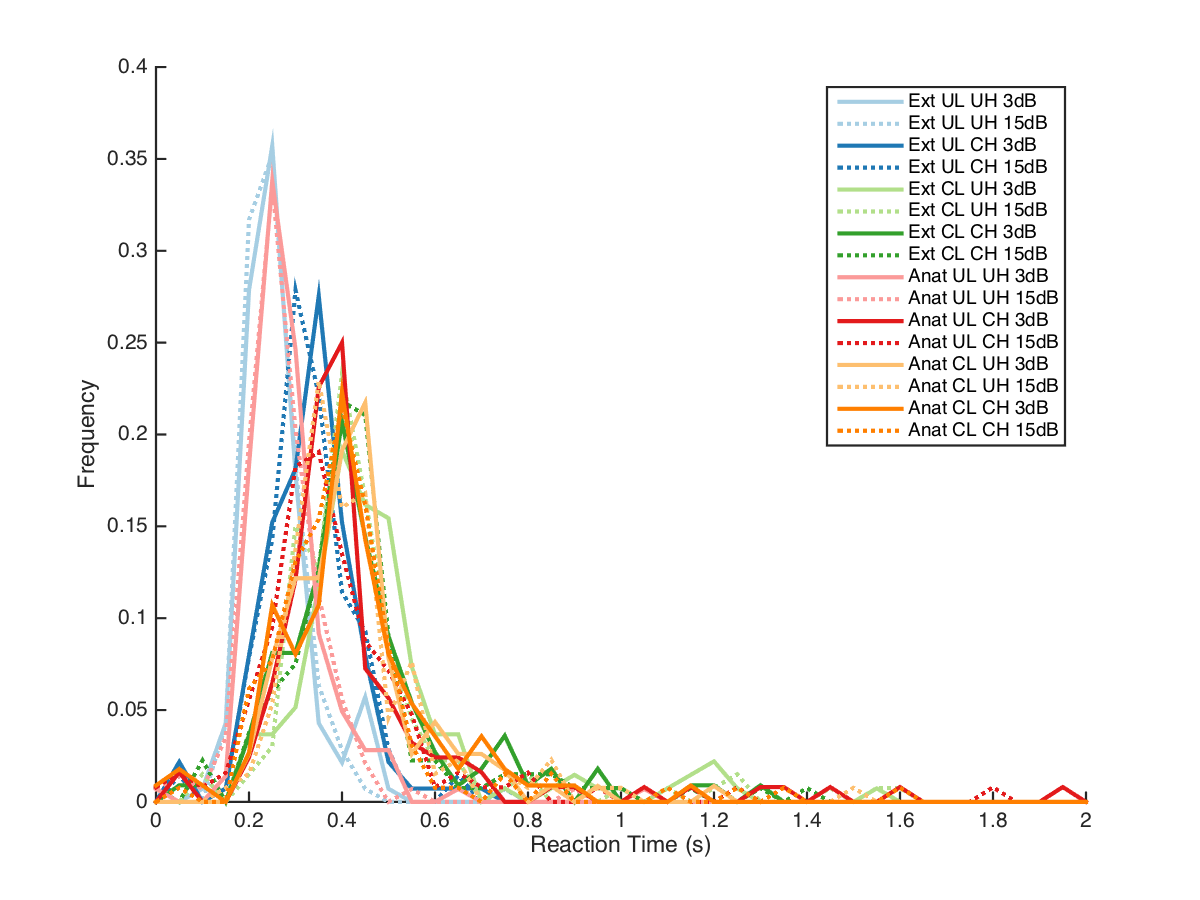 0.4
0.35
0.3
0.25
0.2
0.15
0.1
0.05
0
Frequency
0 0.2 0.4 0.6 0.8 1 1.2 1.4 1.6 1.8 2
Reaction Time (s)
Ext UL UH 3dB
Ext UL UH 15dB
Ext UL CH 3dB
Ext UL CH 15dB
Ext CL UH 3dB
Ext CL UH 15dB
Ext CL CH 3dB
Ext CL CH 15dB
Anat UL UH 3dB
Anat UL UH 15dB
Anat UL CH 3dB
Anat UL CH 15dB
Anat CL UH 3dB
Anat CL UH 15dB
Anat CL CH 3dB
Anat CL CH 15dB